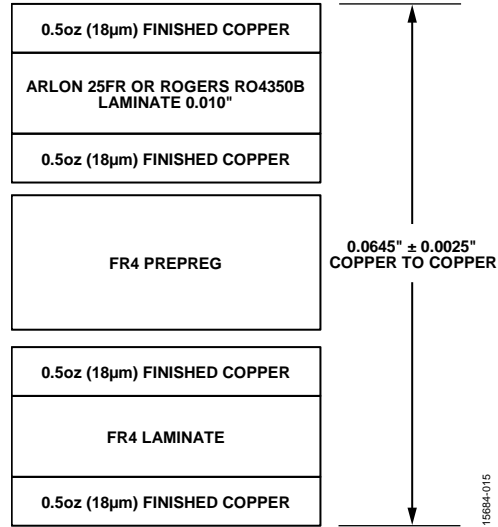 0.5oz (18µm) FINISHED COPPER
ARLON 25FR OR ROGERS RO4350B
LAMINATE 0.010"
0.5oz (18µm) FINISHED COPPER
FR4 PREPREG
0.0645" ± 0.0025"
COPPER TO COPPER
0.5oz (18µm) FINISHED COPPER
FR4 LAMINATE
0.5oz (18µm) FINISHED COPPER
15684-015